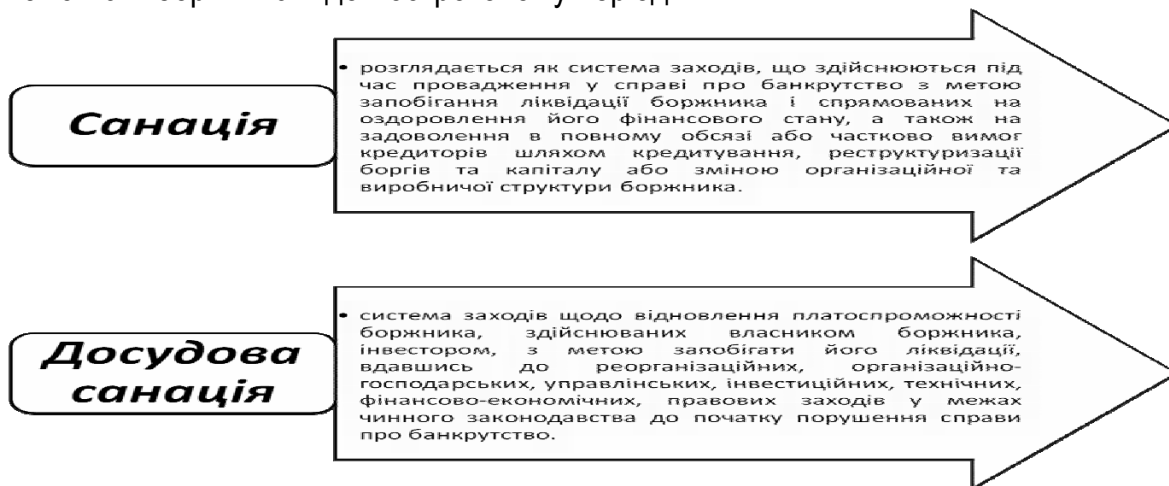 Санація
• розглядається як система заходів, що здійснюються під
час провадження у справі про банкрутство з метою
запобігання ліквідації боржника і спрямованих на
оздоровлення його фінансового стану, а також на
задоволення в повному обсязі або частково вимог
кредиторів шляхом кредитування, реструктуризації
боргів та капіталу або зміною організаційної та
виробничої структури боржника.
Досудова
санація
• система заходів щодо відновлення платоспроможності
боржника, здійснюваних власником боржника,
інвестором, з метою запобігати його ліквідації,
вдавшись до реорганізаційних, організаційно-
господарських, управлінських, інвестиційних, технічних,
фінансово-економічних, правових заходів у межах
чинного законодавства до початку порушення справи
про банкрутство.